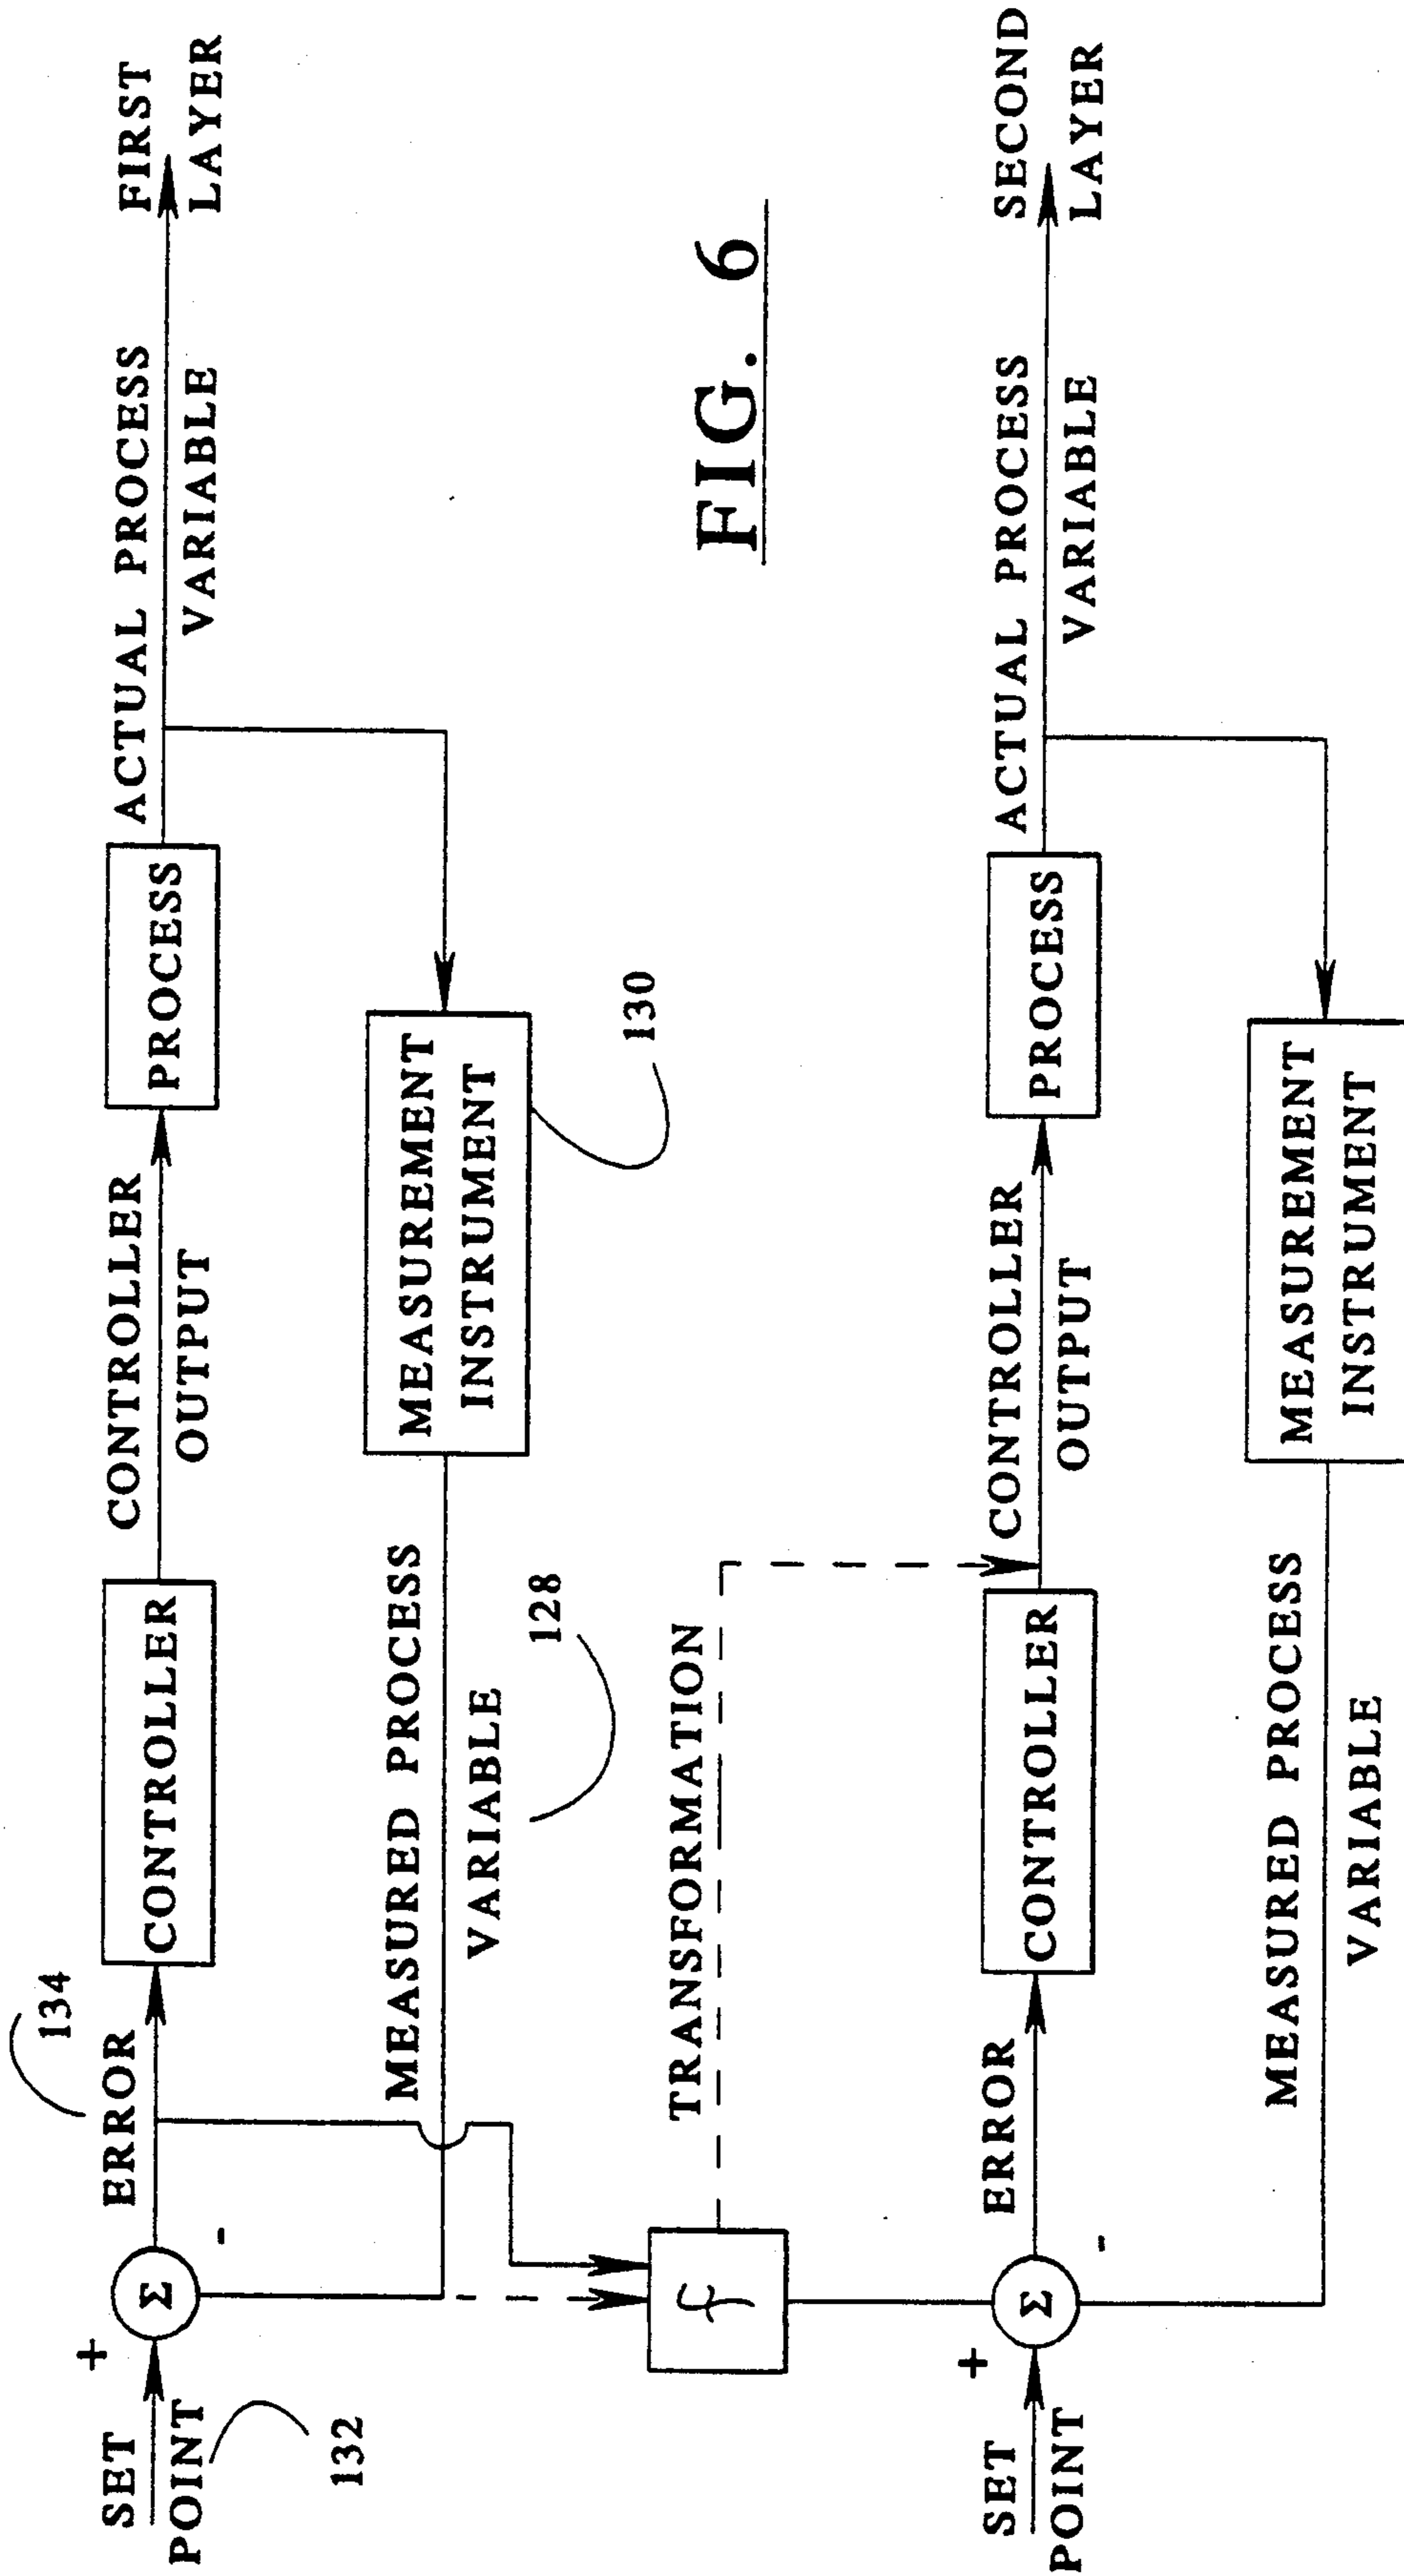 FIRST
LAYER
ACTUAL PROCESS
VARIABLE
PROCESS
CONTROLLER
OUTPUT
CONTROLLER
134
ERROR
Σ
+
-
SET
POINT
132
MEASUREMENT
INSTRUMENT
130
MEASURED PROCESS
VARIABLE
128
FIG. 6
TRANSFORMATION
f
SECOND
LAYER
ACTUAL PROCESS
VARIABLE
PROCESS
CONTROLLER
OUTPUT
CONTROLLER
ERROR
Σ
+
-
SET
POINT
MEASUREMENT
INSTRUMENT
MEASURED PROCESS
VARIABLE